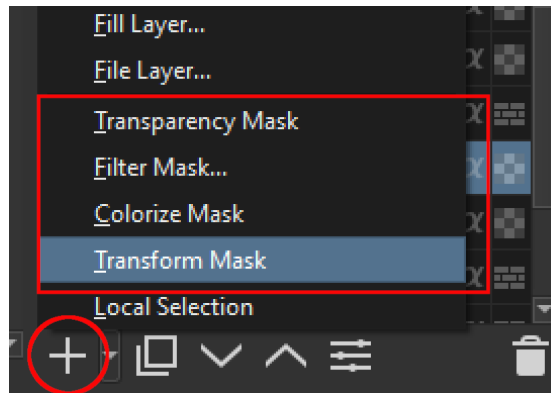 Fill Layer...
File Layer...
Transparency Mask
Filter Mask...
Colorize Mask
Transform Mask
Local Selection